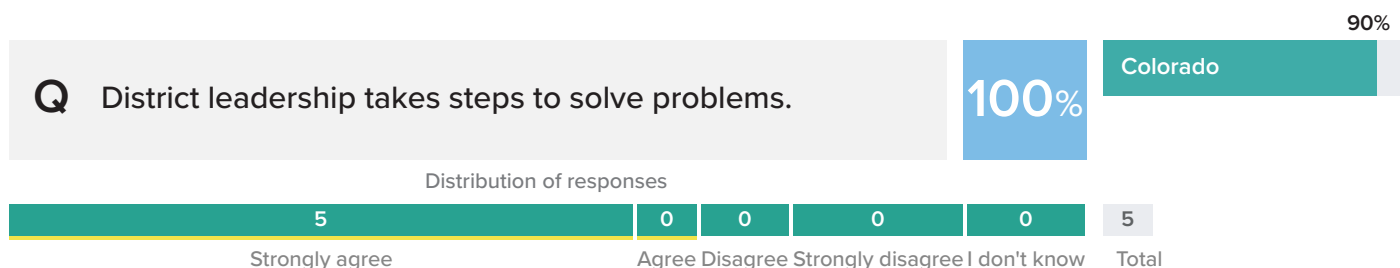 90%
Q District leadership takes steps to solve problems.
100%
Colorado
Distribution of responses
5 0 0 0 0 5
Strongly agree Agree Disagree Strongly disagree I don't know Total